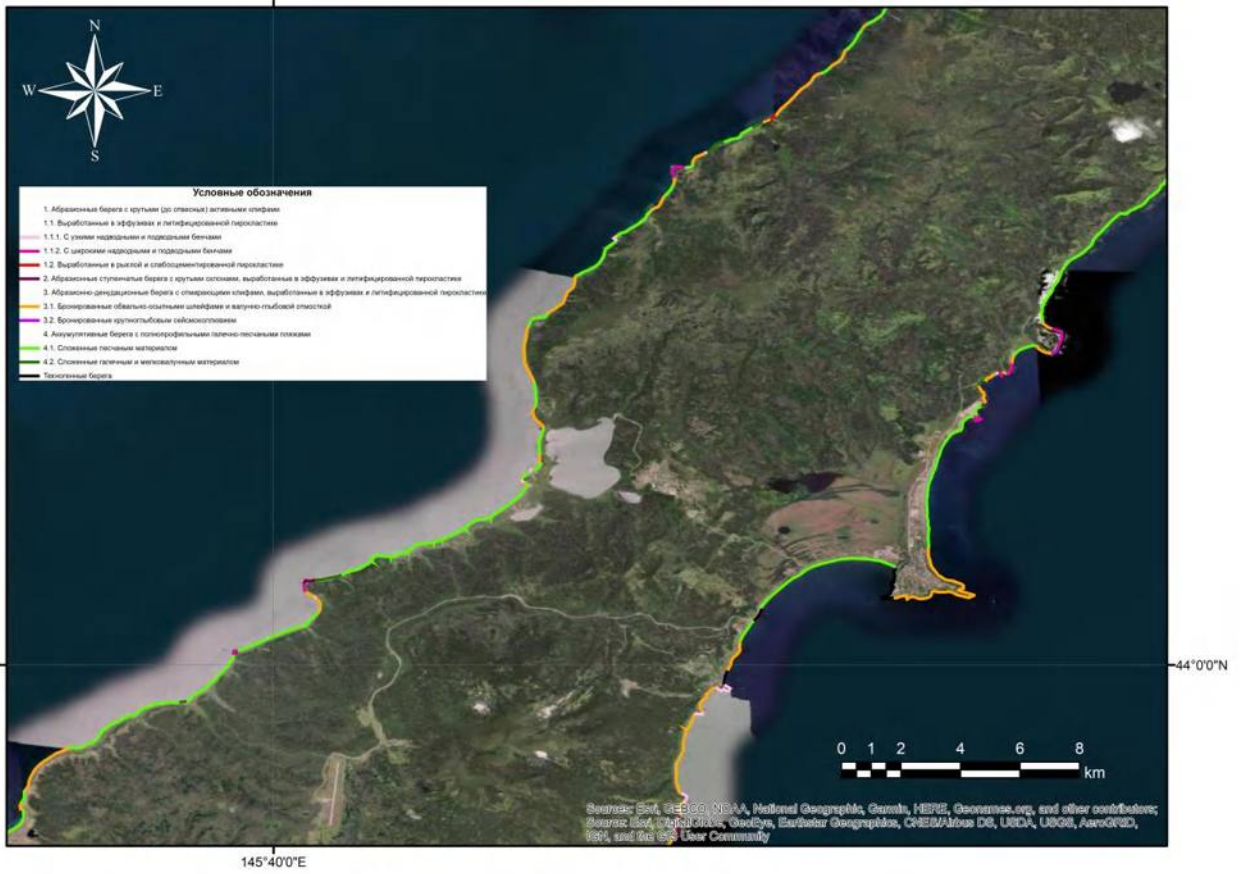 N
W E
S
Условные обозначения
1. Абразионные берега с крутыми (до отвесных) активными клифами
1.1. Выработанные в эффузивах и литифицированной пирокластике
1.1.1. С узкими надводными и подводными бенчами
1.1.2. С широкими надводными и подводными бенчами
1.2. Выработанные в рыхлой и слабосцементированной пирокластике
2. Абразионные ступенчатые берега с крутыми склонами, выработанные в эффузивах и литифицированной пирокластике
3. Абразионно-денудационные берега с отмирающими клифами, выработанные в эффузивах и литифицированной пирокластике
3.1. Бронированные обвально-осыпными шлейфами и валунно-глыбовой отмосткой
3.2. Бронированные крупноглыбовым сейсмоколлювием
4. Аккумулятивные берега с полнопрофильными галечно-песчаными пляжами
4.1. Сложенные песчаным материалом
4.2. Сложенные галечным и мелковалунным материалом
Техногенные берега
44°0'0"N
0 1 2 4 6 8
km
Sources: Esri, GEBCO, NOAA, National Geographic, Garmin, HERE, Geonames.org, and other contributors;
Source: Esri, DigitalGlobe, GeoEye, Earthstar Geographics, CNES/Airbus DS, USDA, USGS, AeroGRID,
IGN, and the GIS User Community
145°40'0"E